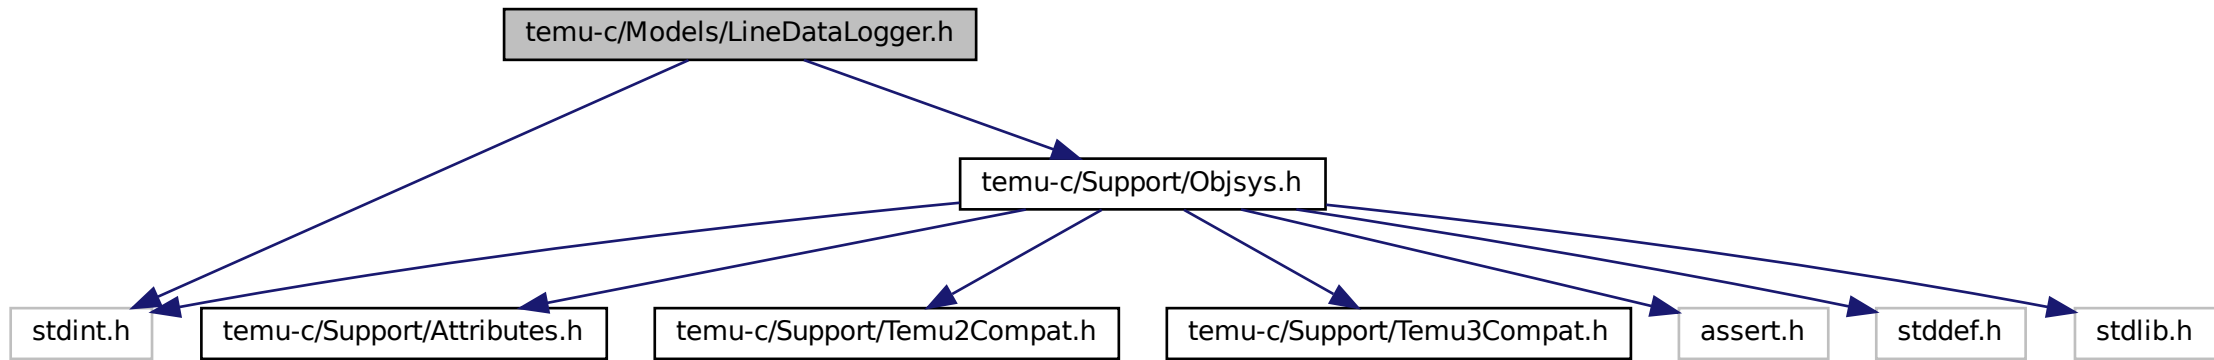 temu-c/Models/LineDataLogger.h
temu-c/Support/Objsys.h
stdint.h
temu-c/Support/Attributes.h
temu-c/Support/Temu2Compat.h
temu-c/Support/Temu3Compat.h
assert.h
stddef.h
stdlib.h